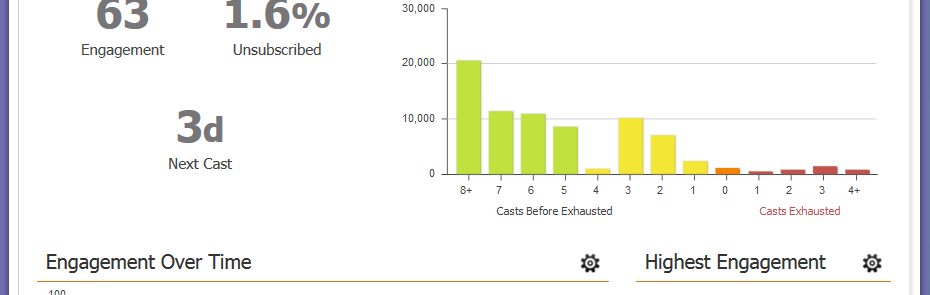 63
1.6%
Engagement
Unsubscribed
3d
Next Cast
30,000
20,000
10,000
0
8+ 7 6 5 4 3 2 1 0 1 2 3 4+
Casts Before Exhausted
Casts Exhausted
Engagement Over Time
Highest Engagement
100